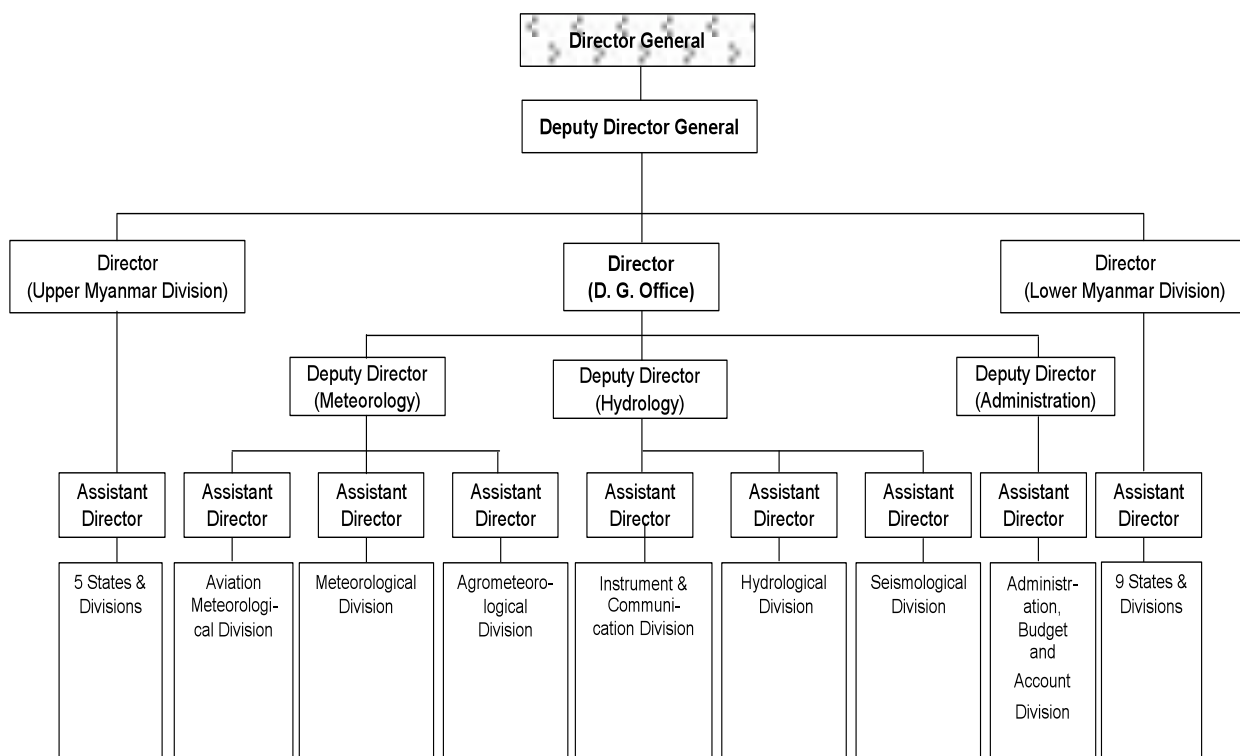 Director General
Deputy Director General
Director
(Upper Myanmar Division)
Director
(D. G. Office)
Director
(Lower Myanmar Division)
Deputy Director
(Meteorology)
Deputy Director
(Hydrology)
Deputy Director
(Administration)
Assistant
Director
Assistant
Director
Assistant
Director
Assistant
Director
Assistant
Director
Assistant
Director
Assistant
Director
Assistant
Director
Assistant
Director
5 States &
Divisions
Aviation
Meteorologi-
cal Division
Meteorological
Division
Agrometeoro-
logical
Division
Instrument &
Communi-
cation Division
Hydrological
Division
Seismological
Division
Administr-
ation,
Budget
and
Account
Division
9 States &
Divisions